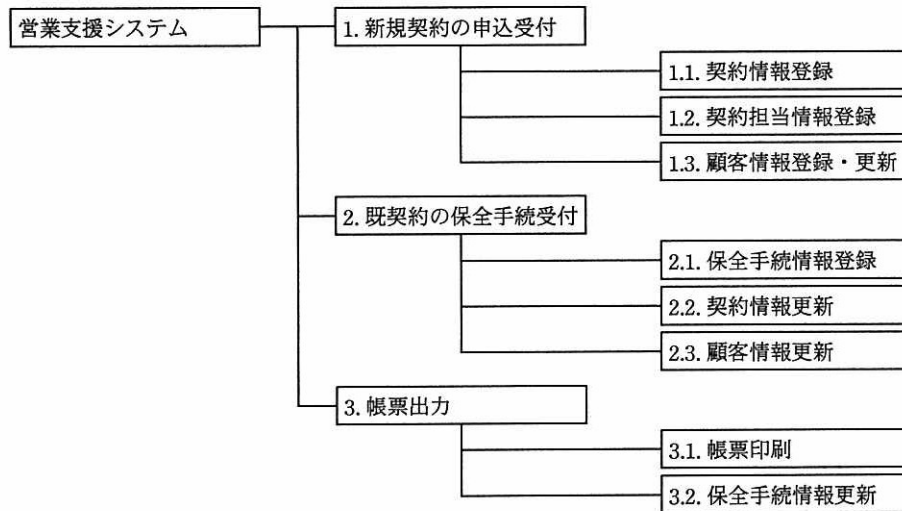 営業支援システム
1. 新規契約の申込受付
1.1. 契約情報登録
1.2. 契約担当情報登録
1.3. 顧客情報登録・更新
2. 既契約の保全手続受付
2.1. 保全手続情報登録
2.2. 契約情報更新
2.3. 顧客情報更新
3. 帳票出力
3.1. 帳票印刷
3.2. 保全手続情報更新